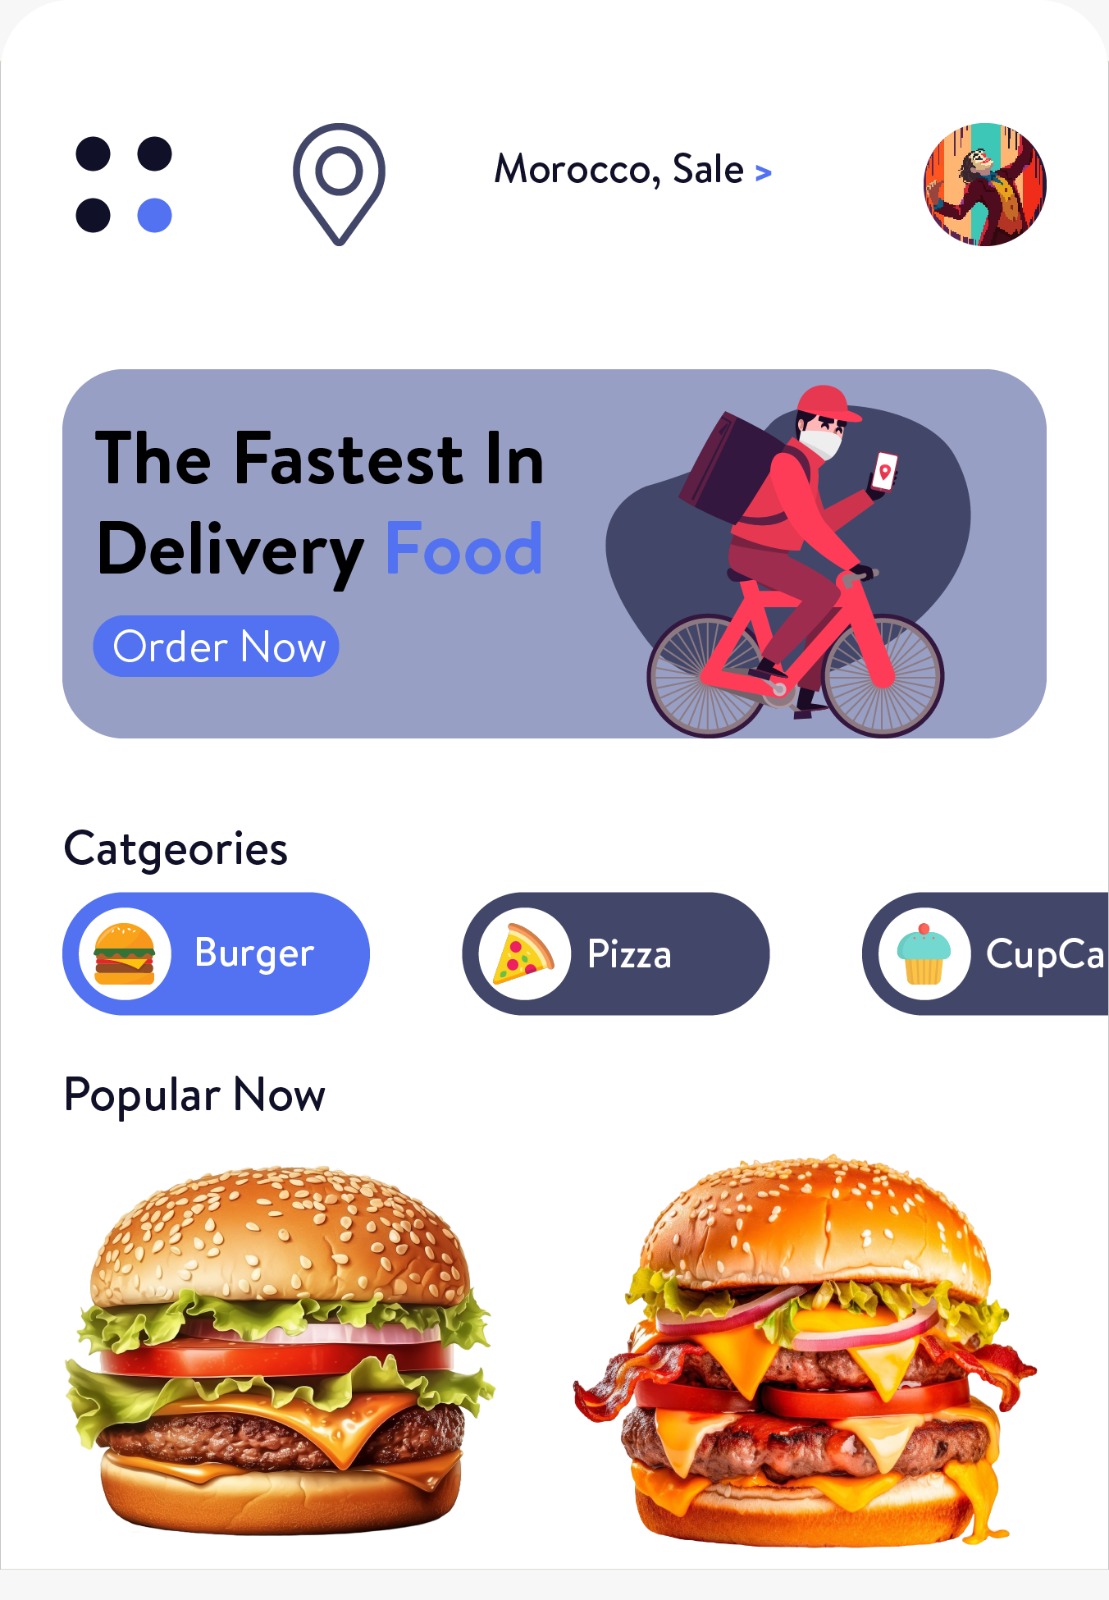 Morocco, Sale >
The Fastest In
Delivery Food
Order Now
Catgeories
Burger
Pizza
CupCa
Popular Now